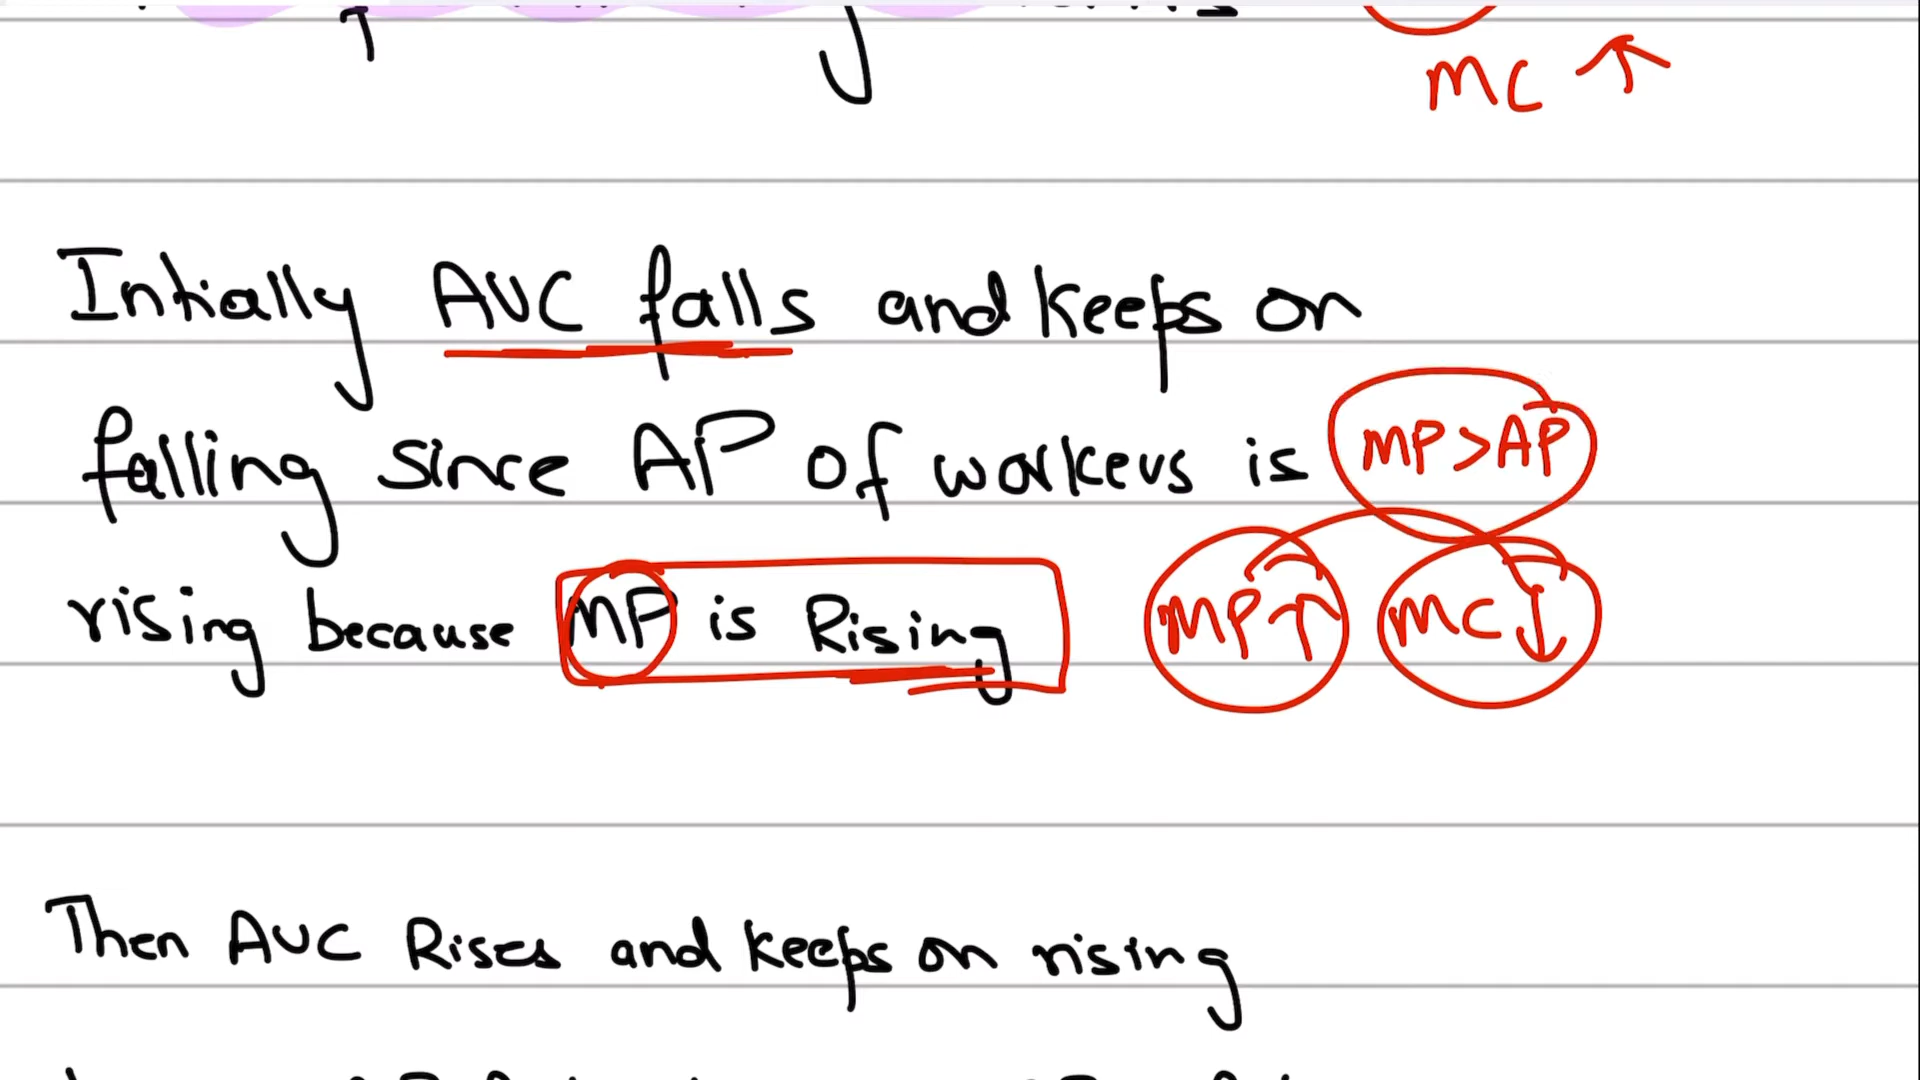 MC ↑
Intially AVC falls and keeps on
falling since AP of workers is MP>AP
rising because MP is Rising MP↑ MC↓
Then AVC Rises and keeps on rising